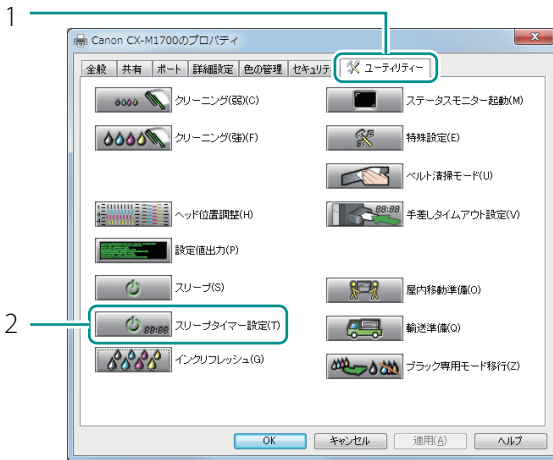 1
Canon CX-M1700のプロパティ
全般 共有 ポート 詳細設定 色の管理 セキュリテ ユーティリティー
クリーニング(弱)(C)
ステータスモニター起動(M)
クリーニング(強)(F)
特殊設定(E)
ベルト清掃モード(U)
ヘッド位置調整(H)
88:88
手差しタイムアウト設定(V)
設定値出力(P)
スリープ(S)
屋内移動準備(O)
2
88:88
スリープタイマー設定(T)
輸送準備(Q)
インクリフレッシュ(G)
ブラック専用モード移行(Z)
OK キャンセル 適用(A) ヘルプ